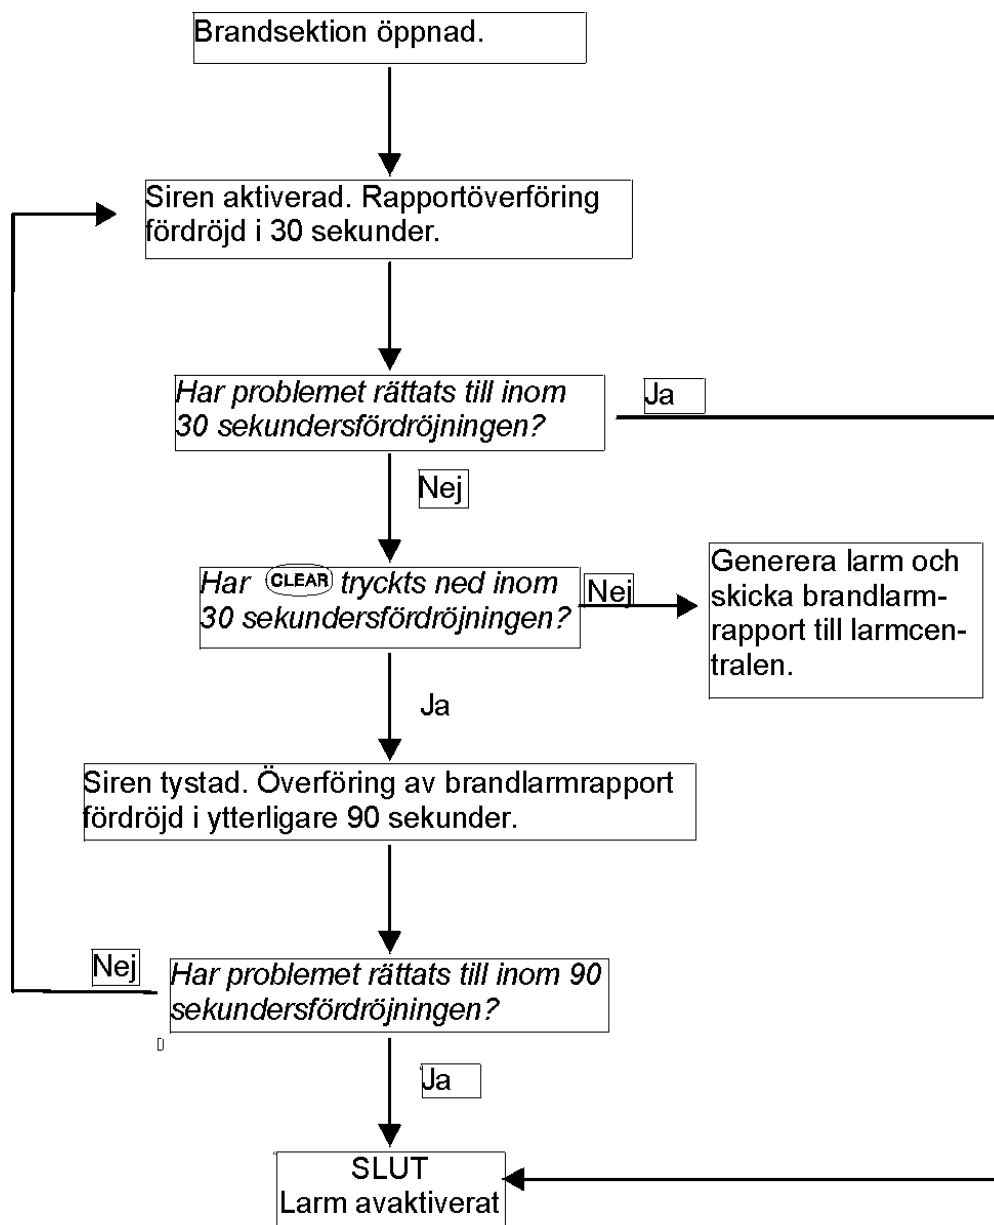 Brandsektion öppnad.
Siren aktiverad. Rapportöverföring
fördröjd i 30 sekunder.
Har problemet rättats till inom
30 sekundersfördröjningen?
Ja
Nej
Har CLEAR tryckts ned inom
30 sekundersfördröjningen?
Nej
Generera larm och
skicka brandlarm-
rapport till larmcen-
tralen.
Ja
Siren tystad. Överföring av brandlarmrapport
fördröjd i ytterligare 90 sekunder.
Nej
Har problemet rättats till inom 90
sekundersfördröjningen?
Ja
SLUT
Larm avaktiverat